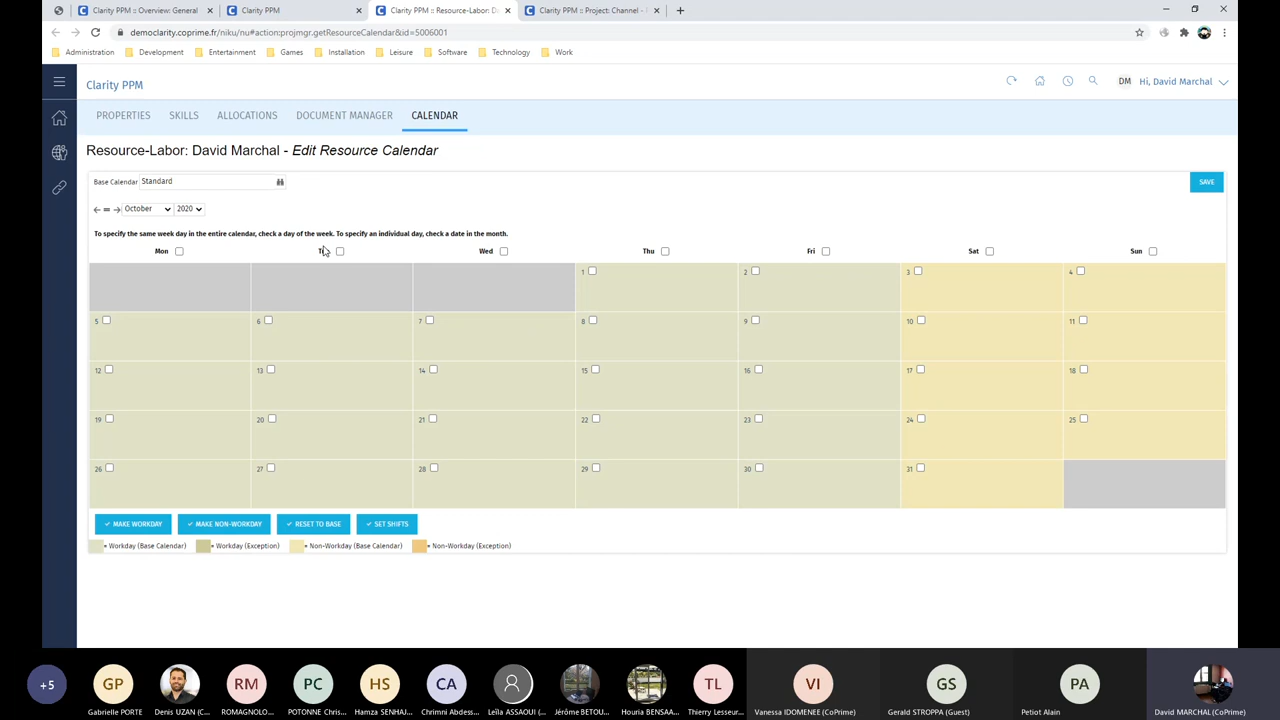 Clarity PPM :: Overview: General
Clarity PPM
Clarity PPM :: Resource-Labor: Da
Clarity PPM :: Project: Channel -
democlarity.coprime.fr/niku/nu#action:projmgr.getResourceCalendar&id=5006001
Administration Development Entertainment Games Installation Leisure Software Technology Work
Clarity PPM
DM Hi, David Marchal
PROPERTIES SKILLS ALLOCATIONS DOCUMENT MANAGER CALENDAR
Resource-Labor: David Marchal - Edit Resource Calendar
Base Calendar Standard
SAVE
October 2020
To specify the same week day in the entire calendar, check a day of the week. To specify an individual day, check a date in the month.
Mon Wed Thu Fri Sat Sun
1 2 3 4
5 6 7 8 9 10 11
12 13 14 15 16 17 18
19 20 21 22 23 24 25
26 27 28 29 30 31
MAKE WORKDAY MAKE NON-WORKDAY RESET TO BASE SET SHIFTS
= Workday (Base Calendar) = Workday (Exception) = Non-Workday (Base Calendar) = Non-Workday (Exception)
+5 GP RM PC HS CA TL VI GS PA
Gabrielle PORTE Denis UZAN (C... ROMAGNOLO... POTONNE Chris... Hamza SENHAJ... Chrimni Abdess... Leïla ASSAOUI (... Jérôme BETOU... Houria BENSAA... Thierry Lesseur... Vanessa IDOMENEE (CoPrime) Gerald STROPPA (Guest) Petiot Alain David MARCHAL (CoPrime)